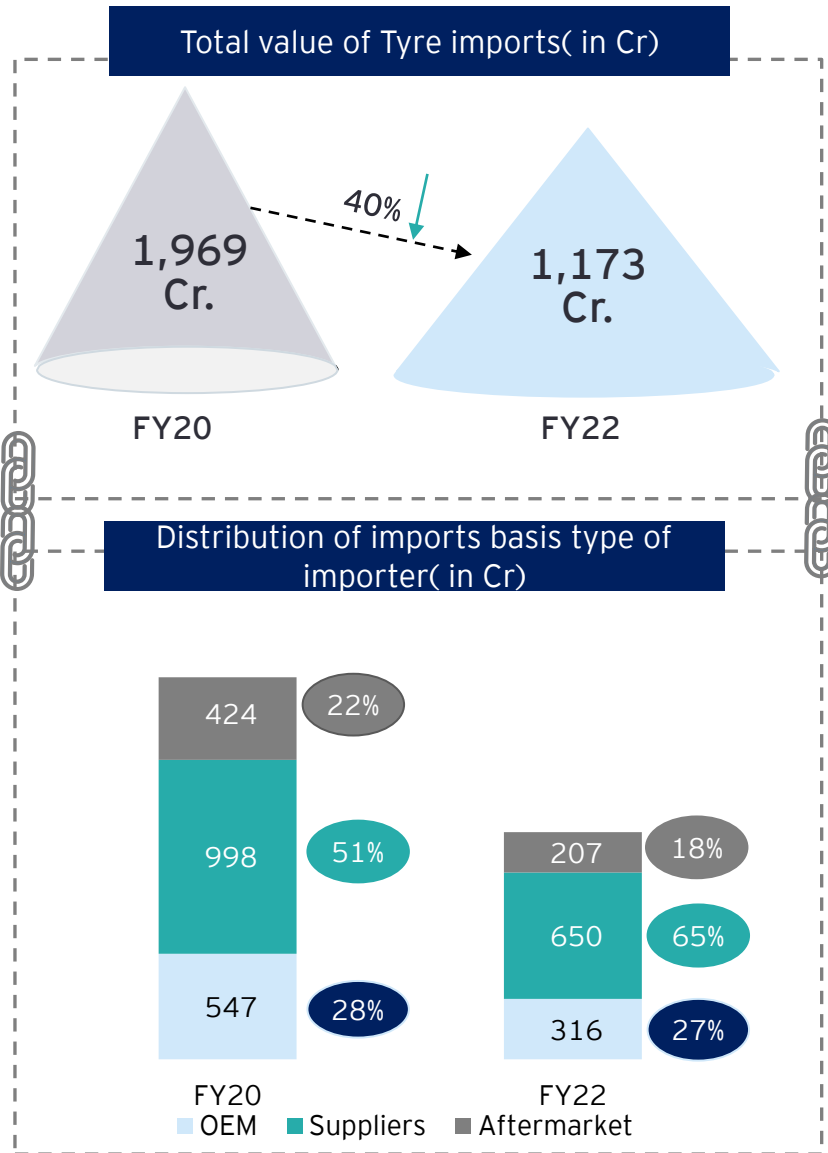 Total value of Tyre imports( in Cr)
40%
1,969
Cr.
1,173
Cr.
FY20
FY22
Distribution of imports basis type of
importer( in Cr)
424
22%
998
51%
547
28%
207
18%
650
65%
316
27%
FY20
FY22
OEM
Suppliers
Aftermarket